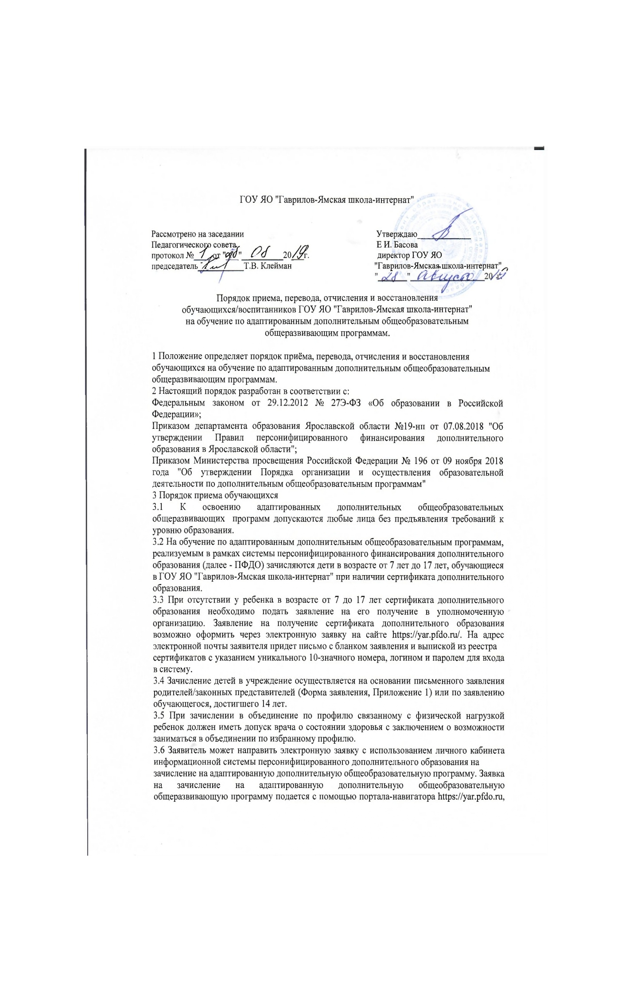 ГОУ ЯО "Гаврилов-Ямская школа-интернат"
Рассмотрено на заседании
Педагогического совета
протокол № 1 от "28" 08 2019г.
председатель Т.В. Клейман
Утверждаю
Е И. Басова
директор ГОУ ЯО
"Гаврилов-Ямская школа-интернат"
"28" Августа 2019 г.
Порядок приема, перевода, отчисления и восстановления
обучающихся/воспитанников ГОУ ЯО "Гаврилов-Ямская школа-интернат"
на обучение по адаптированным дополнительным общеобразовательным
общеразвивающим программам.
1 Положение определяет порядок приёма, перевода, отчисления и восстановления
обучающихся на обучение по адаптированным дополнительным общеобразовательным
общеразвивающим программам.
2 Настоящий порядок разработан в соответствии с:
Федеральным законом от 29.12.2012 № 27Э-ФЗ «Об образовании в Российской
Федерации»;
Приказом департамента образования Ярославской области №19-нп от 07.08.2018 "Об
утверждении Правил персонифицированного финансирования дополнительного
образования в Ярославской области";
Приказом Министерства просвещения Российской Федерации № 196 от 09 ноября 2018
года "Об утверждении Порядка организации и осуществления образовательной
деятельности по дополнительным общеобразовательным программам"
3 Порядок приема обучающихся
3.1 К освоению адаптированных дополнительных общеобразовательных
общеразвивающих программ допускаются любые лица без предъявления требований к
уровню образования.
3.2 На обучение по адаптированным дополнительным общеобразовательным программам,
реализуемым в рамках системы персонифицированного финансирования дополнительного
образования (далее - ПФДО) зачисляются дети в возрасте от 7 лет до 17 лет, обучающиеся
в ГОУ ЯО "Гаврилов-Ямская школа-интернат" при наличии сертификата дополнительного
образования.
3.3 При отсутствии у ребенка в возрасте от 7 до 17 лет сертификата дополнительного
образования необходимо подать заявление на его получение в уполномоченную
организацию. Заявление на получение сертификата дополнительного образования
возможно оформить через электронную заявку на сайте https://yar.pfdo.ru/. На адрес
электронной почты заявителя придет письмо с бланком заявления и выпиской из реестра
сертификатов с указанием уникального 10-значного номера, логином и паролем для входа
в систему.
3.4 Зачисление детей в учреждение осуществляется на основании письменного заявления
родителей/законных представителей (Форма заявления, Приложение 1) или по заявлению
обучающегося, достигшего 14 лет.
3.5 При зачислении в объединение по профилю связанному с физической нагрузкой
ребенок должен иметь допуск врача о состоянии здоровья с заключением о возможности
заниматься в объединении по избранному профилю.
3.6 Заявитель может направить электронную заявку с использованием личного кабинета
информационной системы персонифицированного дополнительного образования на
зачисление на адаптированную дополнительную общеобразовательную программу. Заявка
на зачисление на адаптированную дополнительную общеобразовательную
общеразвивающую программу подается с помощью портала-навигатора https://yar.pfdo.ru,